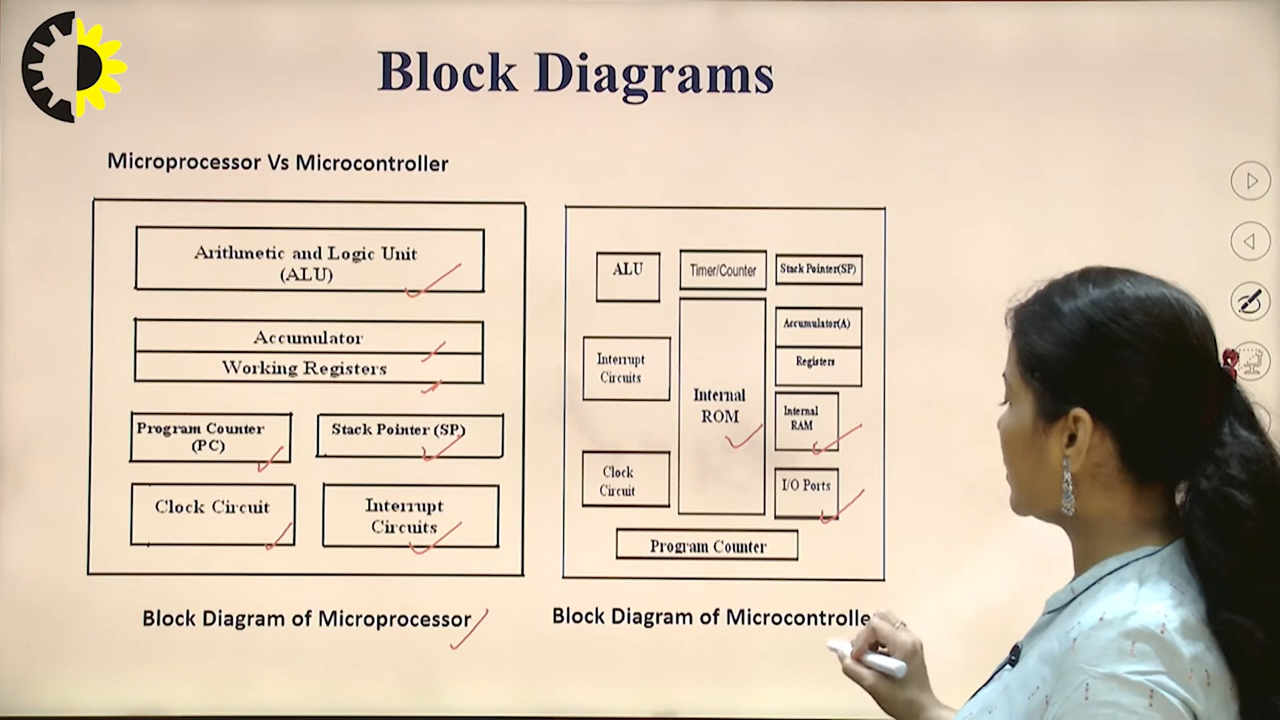 Block Diagrams
Microprocessor Vs Microcontroller
Arithmetic and Logic Unit
(ALU)
Accumulator
Working Registers
Program Counter
(PC)
Stack Pointer (SP)
Clock Circuit
Interrupt
Circuits
Block Diagram of Microprocessor
ALU
Timer/Counter
Stack Pointer(SP)
Accumulator(A)
Registers
Interrupt
Circuits
Internal
ROM
Internal
RAM
Clock
Circuit
I/O Ports
Program Counter
Block Diagram of Microcontrolle